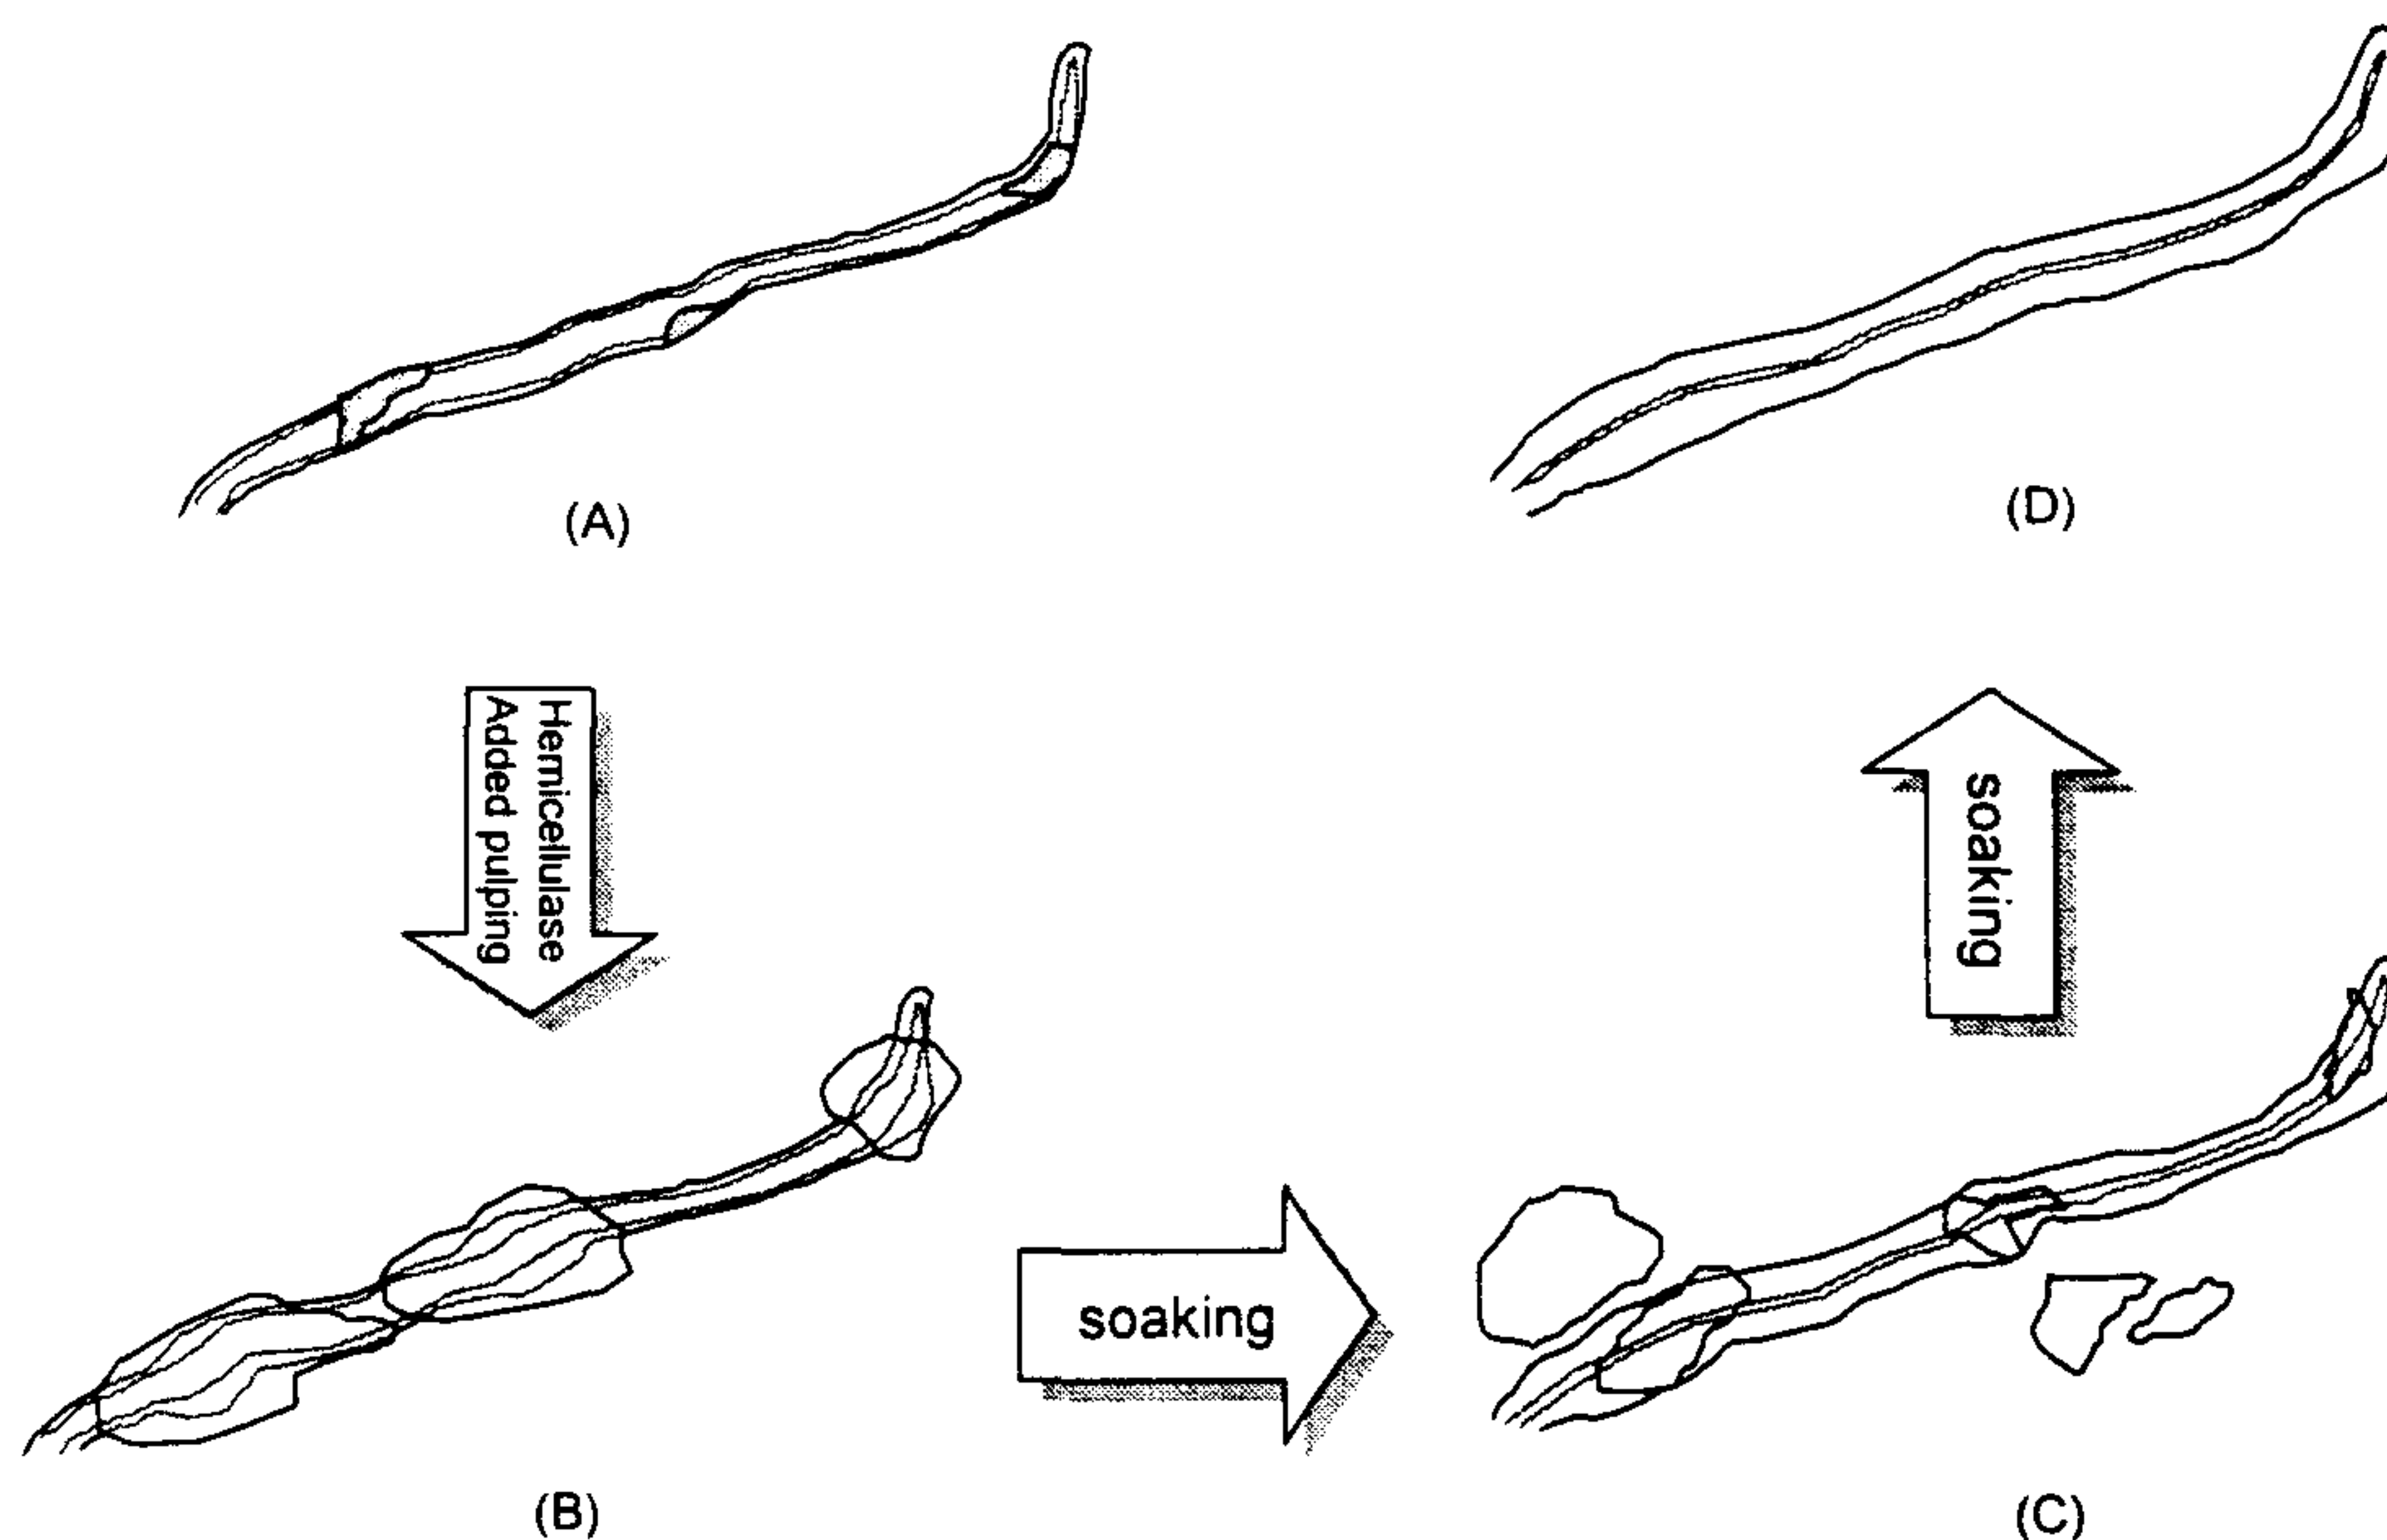 (A)
(D)
Hemicellulase
Added pulping
soaking
soaking
(B)
(C)